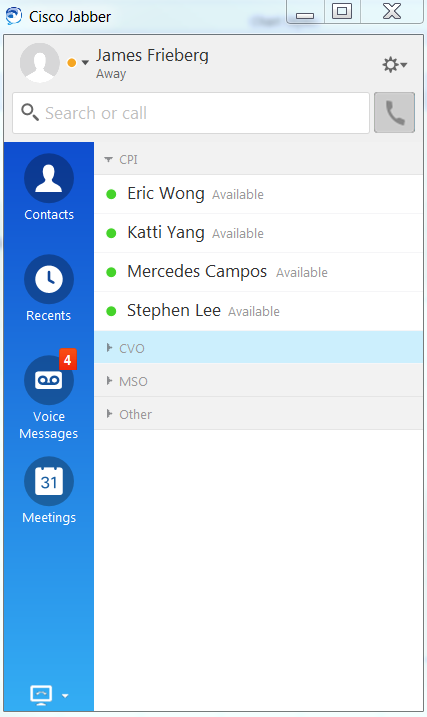 Cisco Jabber
James Frieberg
Away
Search or call
Contacts
Recents
4
Voice
Messages
31
Meetings
CPI
Eric Wong Available
Katti Yang Available
Mercedes Campos Available
Stephen Lee Available
CVO
MSO
Other